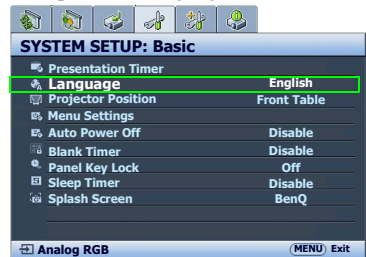 SYSTEM SETUP: Basic
Presentation Timer
Language English
Projector Position Front Table
Menu Settings
Auto Power Off Disable
Blank Timer Disable
Panel Key Lock Off
Sleep Timer Disable
Splash Screen BenQ
Analog RGB MENU Exit